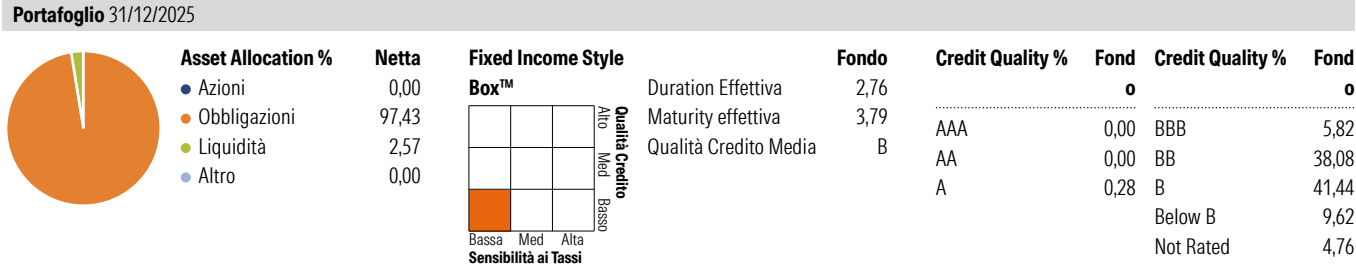 Portafoglio 31/12/2025
Asset Allocation % Netta
Azioni 0,00
Obbligazioni 97,43
Liquidità 2,57
Altro 0,00
Fixed Income Style Box™
Alto Med Basso
Qualità Credito
Bassa Med Alta
Sensibilità ai Tassi
Fondo
Duration Effettiva 2,76
Maturity effettiva 3,79
Qualità Credito Media B
Credit Quality % Fond
o
AAA 0,00
AA 0,00
A 0,28
Credit Quality % Fond
o
BBB 5,82
BB 38,08
B 41,44
Below B 9,62
Not Rated 4,76